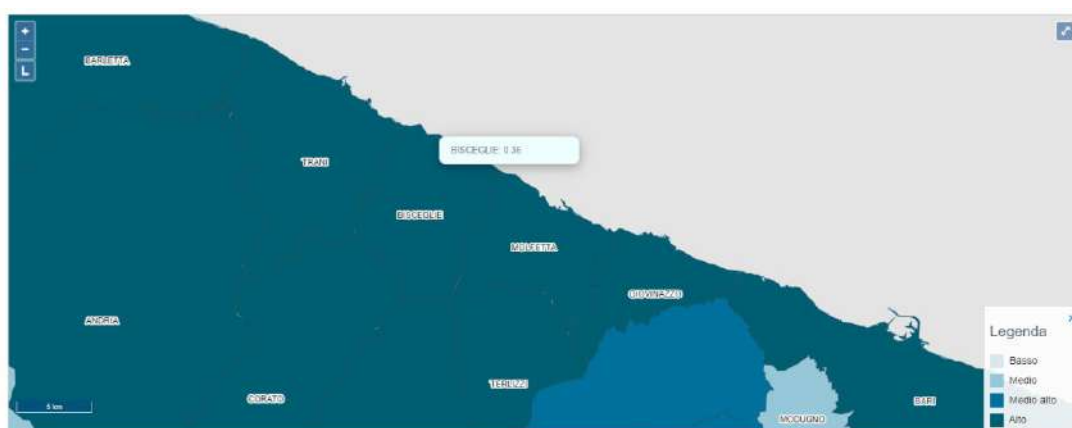 +
−
L
BARLETTA
BISCEGLIE: 0.36
TRANI
BISCEGLIE
MOLFETTA
GIOVINAZZO
ANDRIA
Legenda
Basso
Medio
Medio alto
Alto
TERLIZZI
CORATO
BARI
MODUGNO
5 km